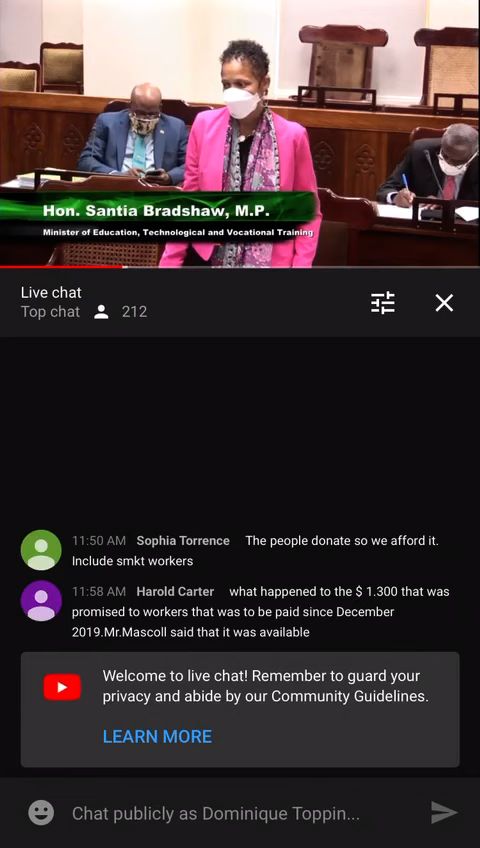 Hon. Santia Bradshaw, M.P.
Minister of Education, Technological and Vocational Training
Live chat
Top chat 212
11:50 AM Sophia Torrence The people donate so we afford it.
Include smkt workers
11:58 AM Harold Carter what happened to the $ 1.300 that was
promised to workers that was to be paid since December
2019.Mr.Mascoll said that it was available
Welcome to live chat! Remember to guard your
privacy and abide by our Community Guidelines.
LEARN MORE
Chat publicly as Dominique Toppin...